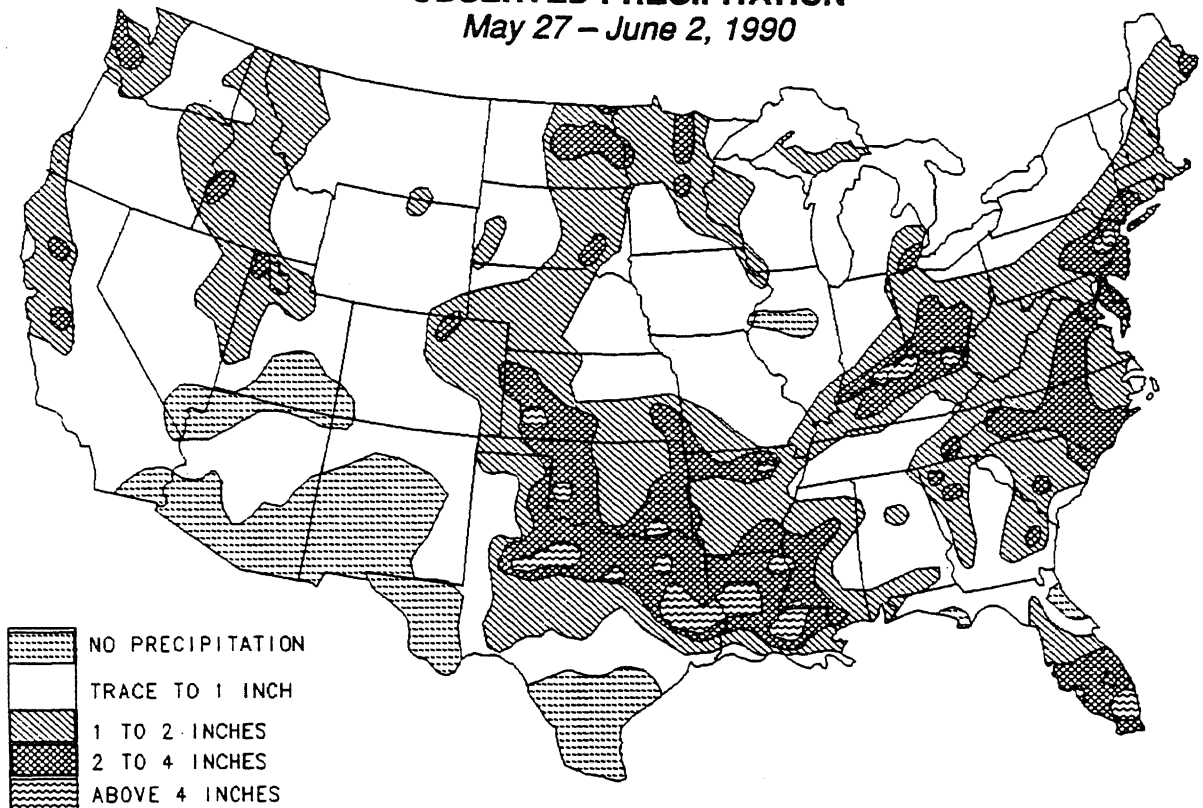 OBSERVED PRECIPITATION
May 27 – June 2, 1990
NO PRECIPITATION
TRACE TO 1 INCH
1 TO 2 INCHES
2 TO 4 INCHES
ABOVE 4 INCHES